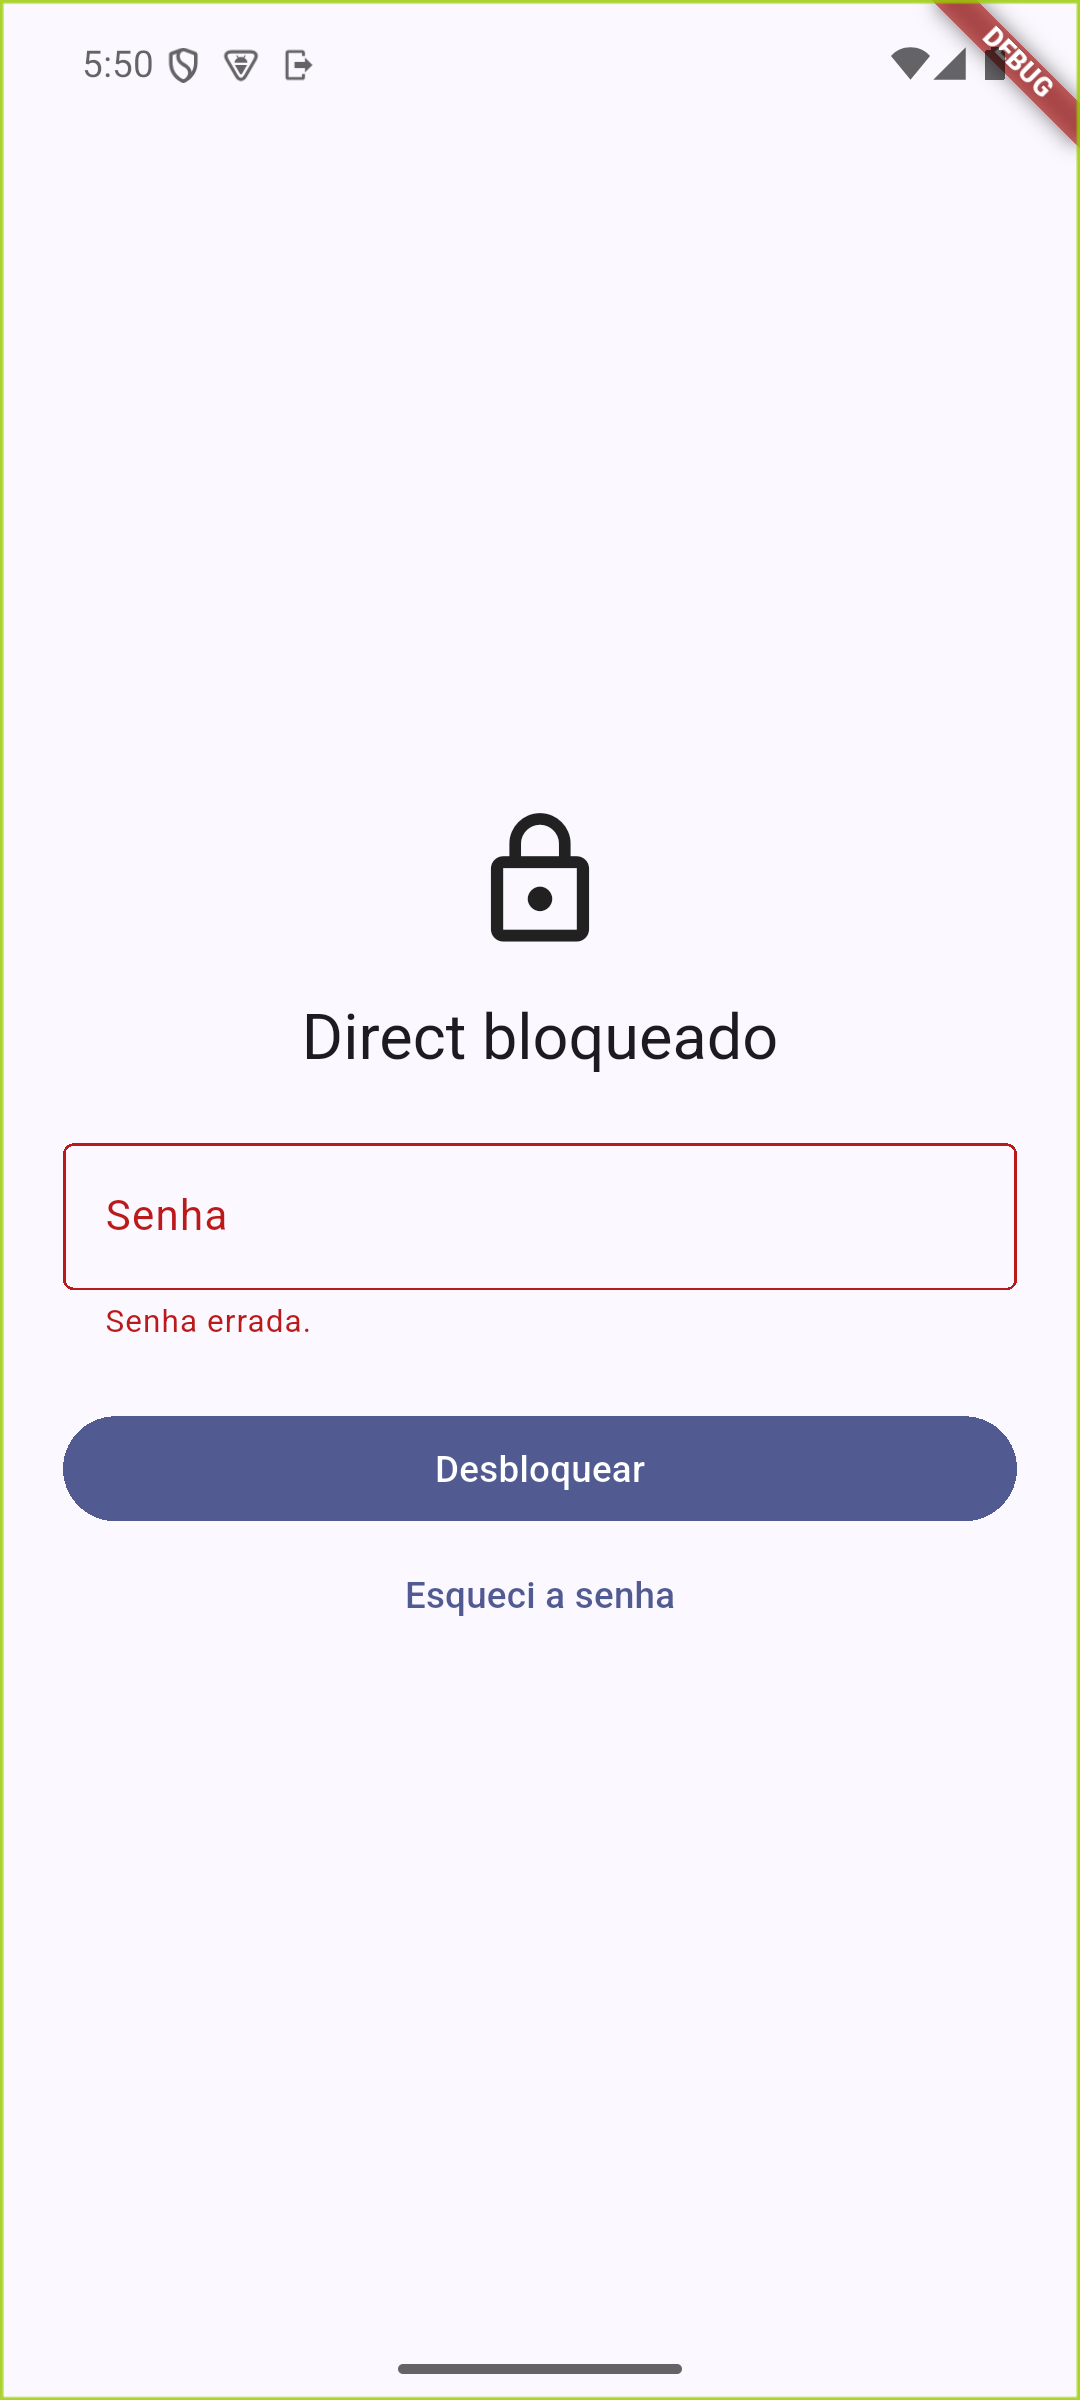 5:50
DEBUG
Direct bloqueado
Senha
Senha errada.
Desbloquear
Esqueci a senha